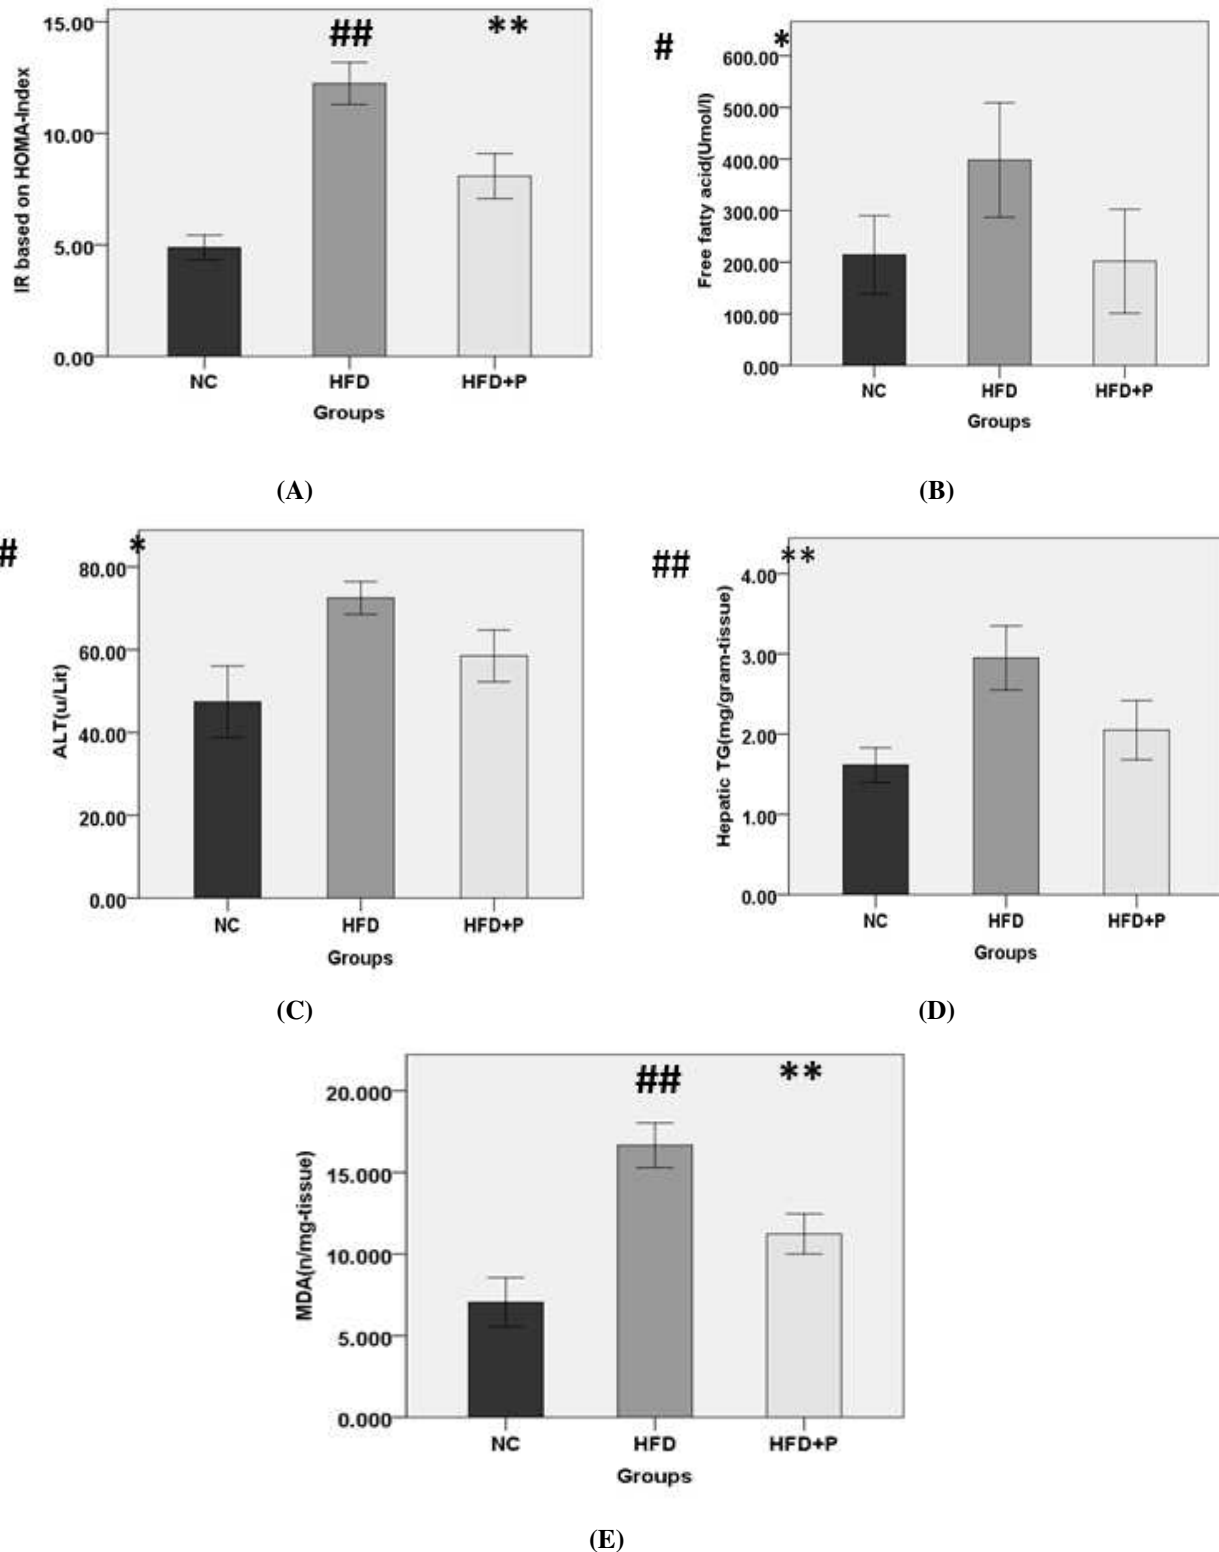 15.00
##
**
10.00
5.00
0.00
IR based on HOMA-Index
NC HFD HFD+P
Groups
(A)
#
*
600.00
500.00
400.00
300.00
200.00
100.00
0.00
Free fatty acid(Umol/l)
NC HFD HFD+P
Groups
(B)
#
*
80.00
60.00
40.00
20.00
0.00
ALT(u/Lit)
NC HFD HFD+P
Groups
(C)
##
**
4.00
3.00
2.00
1.00
0.00
Hepatic TG(mg/gram-tissue)
NC HFD HFD+P
Groups
(D)
##
**
20.000
15.000
10.000
5.000
0.000
MDA(n/mg-tissue)
NC HFD HFD+P
Groups
(E)